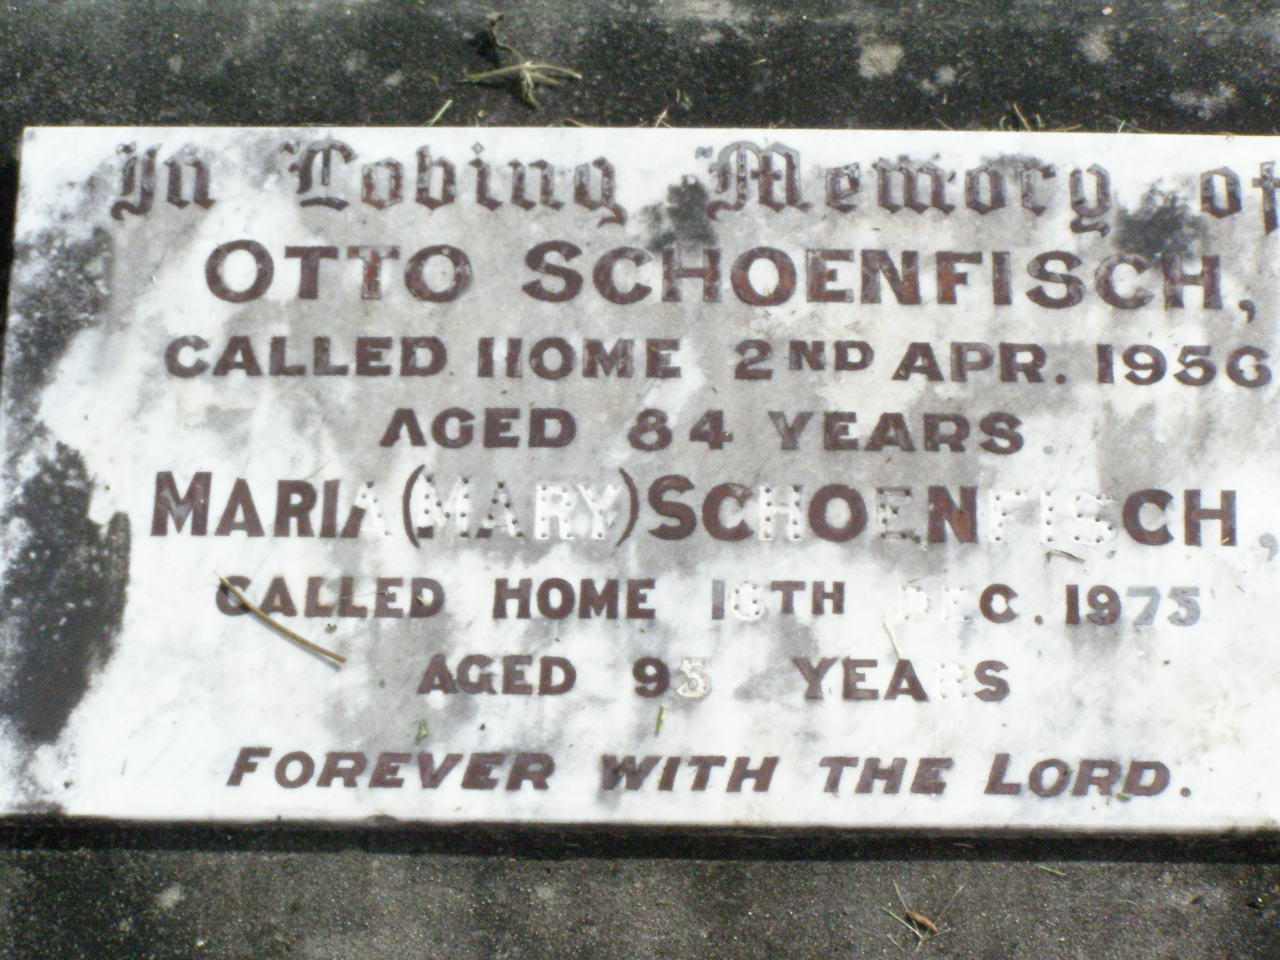 In Loving Memory of
OTTO SCHOENFISCH,
CALLED HOME 2ND APR. 1956
AGED 84 YEARS
MARIA (MARY) SCHOENFISCH,
CALLED HOME 16TH DEC. 1975
AGED 95 YEARS
FOREVER WITH THE LORD.